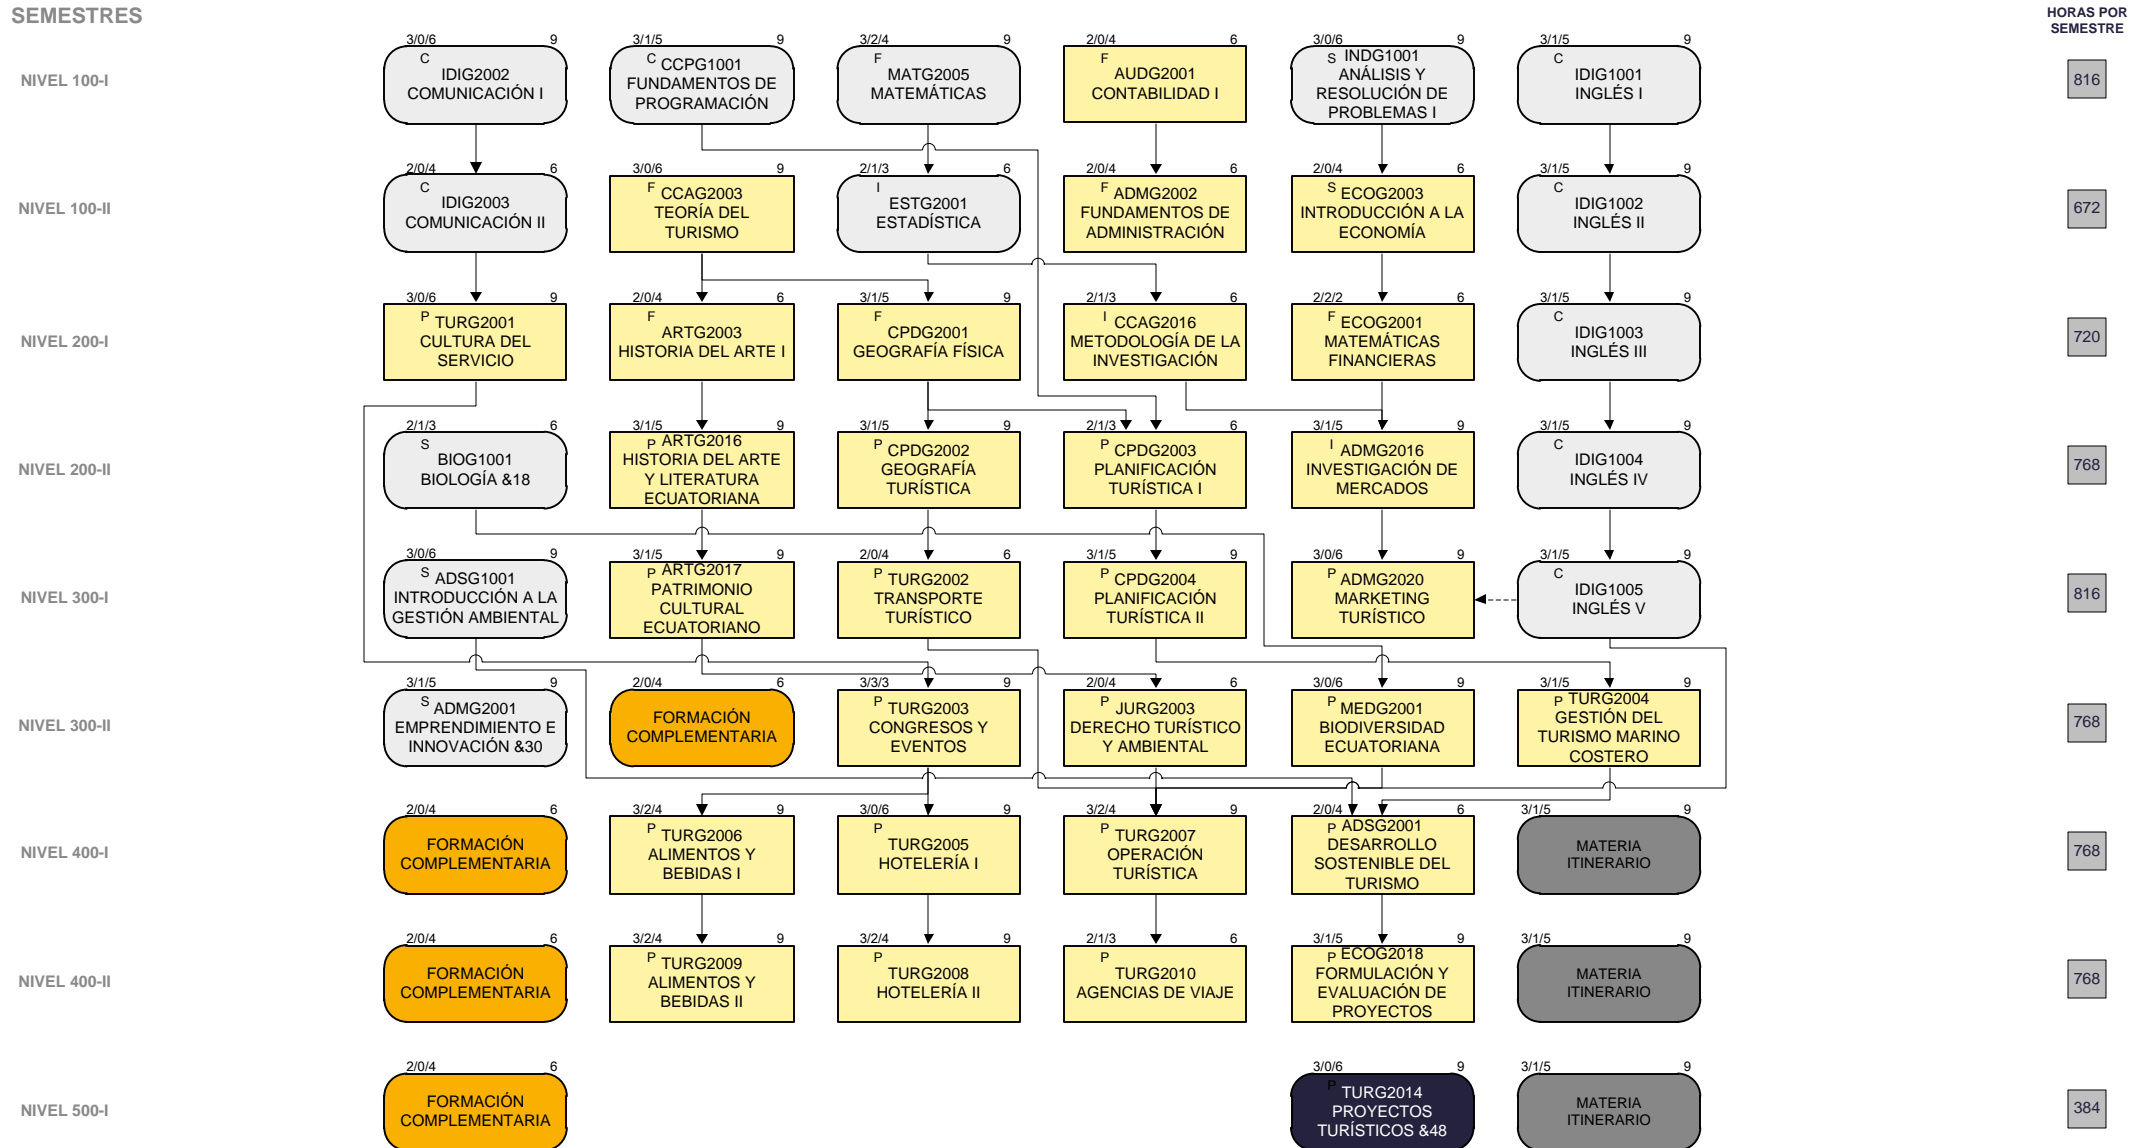 SEMESTRES
HORAS POR
SEMESTRE
NIVEL 100-I
3/0/6 9
C
IDIG2002
COMUNICACIÓN I
3/1/5 9
C CCPG1001
FUNDAMENTOS DE
PROGRAMACIÓN
3/2/4 9
F
MATG2005
MATEMÁTICAS
2/0/4 6
F
AUDG2001
CONTABILIDAD I
3/0/6 9
S INDG1001
ANÁLISIS Y
RESOLUCIÓN DE
PROBLEMAS I
3/1/5 9
C
IDIG1001
INGLÉS I
816
NIVEL 100-II
2/0/4 6
C
IDIG2003
COMUNICACIÓN II
3/0/6 9
F CCAG2003
TEORÍA DEL
TURISMO
2/1/3 6
I
ESTG2001
ESTADÍSTICA
2/0/4 6
F ADMG2002
FUNDAMENTOS DE
ADMINISTRACIÓN
2/0/4 6
S ECOG2003
INTRODUCCIÓN A LA
ECONOMÍA
3/1/5 9
C
IDIG1002
INGLÉS II
672
NIVEL 200-I
3/0/6 9
P TURG2001
CULTURA DEL
SERVICIO
2/0/4 6
F
ARTG2003
HISTORIA DEL ARTE I
3/1/5 9
F
CPDG2001
GEOGRAFÍA FÍSICA
2/1/3 6
I CCAG2016
METODOLOGÍA DE LA
INVESTIGACIÓN
2/2/2 6
F ECOG2001
MATEMÁTICAS
FINANCIERAS
3/1/5 9
C
IDIG1003
INGLÉS III
720
NIVEL 200-II
2/1/3 6
S
BIOG1001
BIOLOGÍA &18
3/1/5 9
P ARTG2016
HISTORIA DEL ARTE
Y LITERATURA
ECUATORIANA
3/1/5 9
P CPDG2002
GEOGRAFÍA
TURÍSTICA
2/1/3 6
P CPDG2003
PLANIFICACIÓN
TURÍSTICA I
3/1/5 9
I ADMG2016
INVESTIGACIÓN DE
MERCADOS
3/1/5 9
C
IDIG1004
INGLÉS IV
768
NIVEL 300-I
3/0/6 9
S ADSG1001
INTRODUCCIÓN A LA
GESTIÓN AMBIENTAL
3/1/5 9
P ARTG2017
PATRIMONIO
CULTURAL
ECUATORIANO
2/0/4 6
P TURG2002
TRANSPORTE
TURÍSTICO
3/1/5 9
P CPDG2004
PLANIFICACIÓN
TURÍSTICA II
3/0/6 9
P ADMG2020
MARKETING
TURÍSTICO
3/1/5 9
C
IDIG1005
INGLÉS V
816
NIVEL 300-II
3/1/5 9
S ADMG2001
EMPRENDIMIENTO E
INNOVACIÓN &30
2/0/4 6
FORMACIÓN
COMPLEMENTARIA
3/3/3 9
P TURG2003
CONGRESOS Y
EVENTOS
2/0/4 6
P JURG2003
DERECHO TURÍSTICO
Y AMBIENTAL
3/0/6 9
P MEDG2001
BIODIVERSIDAD
ECUATORIANA
3/1/5 9
P TURG2004
GESTIÓN DEL
TURISMO MARINO
COSTERO
768
NIVEL 400-I
2/0/4 6
FORMACIÓN
COMPLEMENTARIA
3/2/4 9
P TURG2006
ALIMENTOS Y
BEBIDAS I
3/0/6 9
P
TURG2005
HOTELERÍA I
3/2/4 9
P TURG2007
OPERACIÓN
TURÍSTICA
2/0/4 6
P ADSG2001
DESARROLLO
SOSTENIBLE DEL
TURISMO
3/1/5 9
MATERIA
ITINERARIO
768
NIVEL 400-II
2/0/4 6
FORMACIÓN
COMPLEMENTARIA
3/2/4 9
P TURG2009
ALIMENTOS Y
BEBIDAS II
3/2/4 9
P
TURG2008
HOTELERÍA II
2/1/3 6
P
TURG2010
AGENCIAS DE VIAJE
3/1/5 9
P ECOG2018
FORMULACIÓN Y
EVALUACIÓN DE
PROYECTOS
3/1/5 9
MATERIA
ITINERARIO
768
NIVEL 500-I
2/0/4 6
FORMACIÓN
COMPLEMENTARIA
3/0/6 9
P TURG2014
PROYECTOS
TURÍSTICOS &48
3/1/5 9
MATERIA
ITINERARIO
384